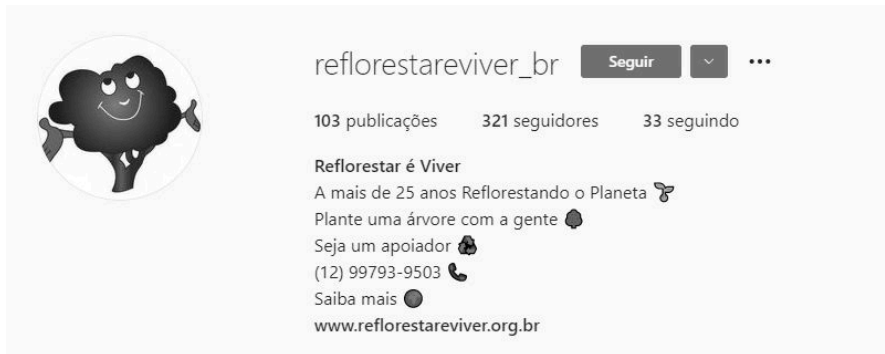 reflorestareviver_br Seguir
103 publicações 321 seguidores 33 seguindo
Reflorestar é Viver
A mais de 25 anos Reflorestando o Planeta
Plante uma árvore com a gente
Seja um apoiador
(12) 99793-9503
Saiba mais
www.reflorestareviver.org.br